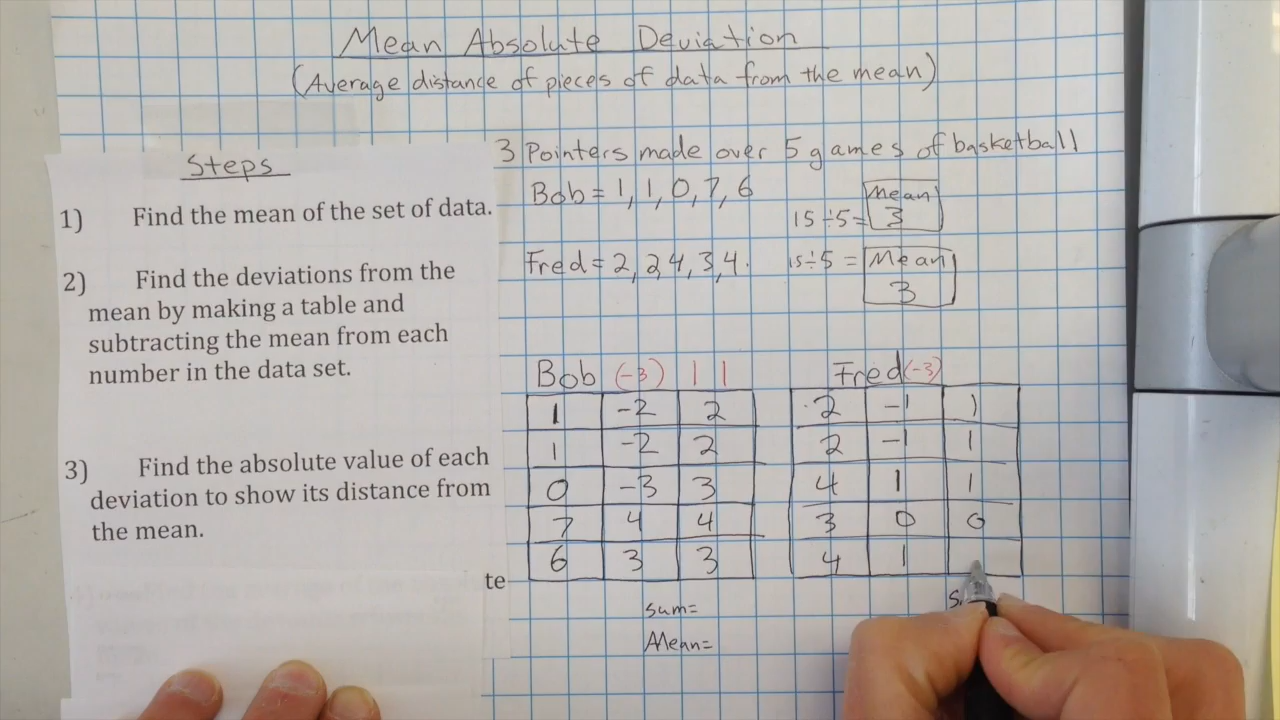 Mean Absolute Deviation
(Average distance of pieces of data from the mean)
Steps
1) Find the mean of the set of data.
2) Find the deviations from the
mean by making a table and
subtracting the mean from each
number in the data set.
3) Find the absolute value of each
deviation to show its distance from
the mean.
te
3 Pointers made over 5 games of basketball
Bob = 1, 1, 0, 7, 6
15 ÷ 5 = Mean
3
Fred = 2, 2, 4, 3, 4.
15 ÷ 5 = Mean
3
Bob (-3) | |
1 -2 2
1 -2 2
0 -3 3
7 4 4
6 3 3
sum=
Mean=
Fred (-3)
2 -1 1
2 -1 1
4 1 1
3 0 0
4 1